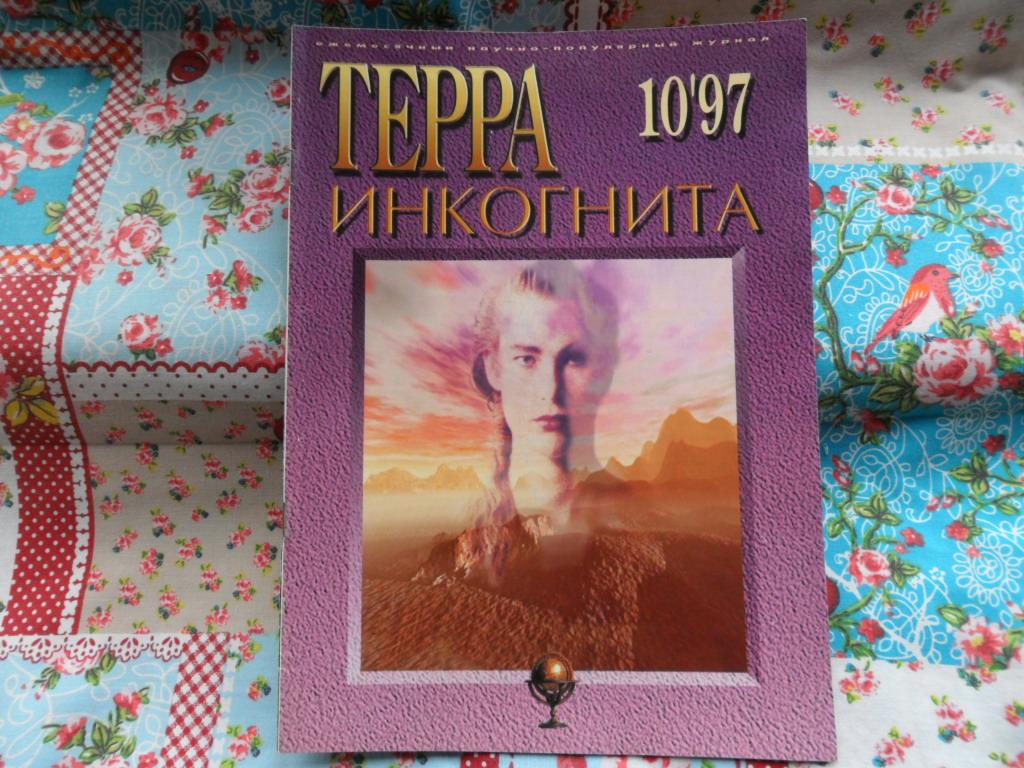 ежемесячный научно-популярный журнал
ТЕРРА 10'97
ИНКОГНИТА